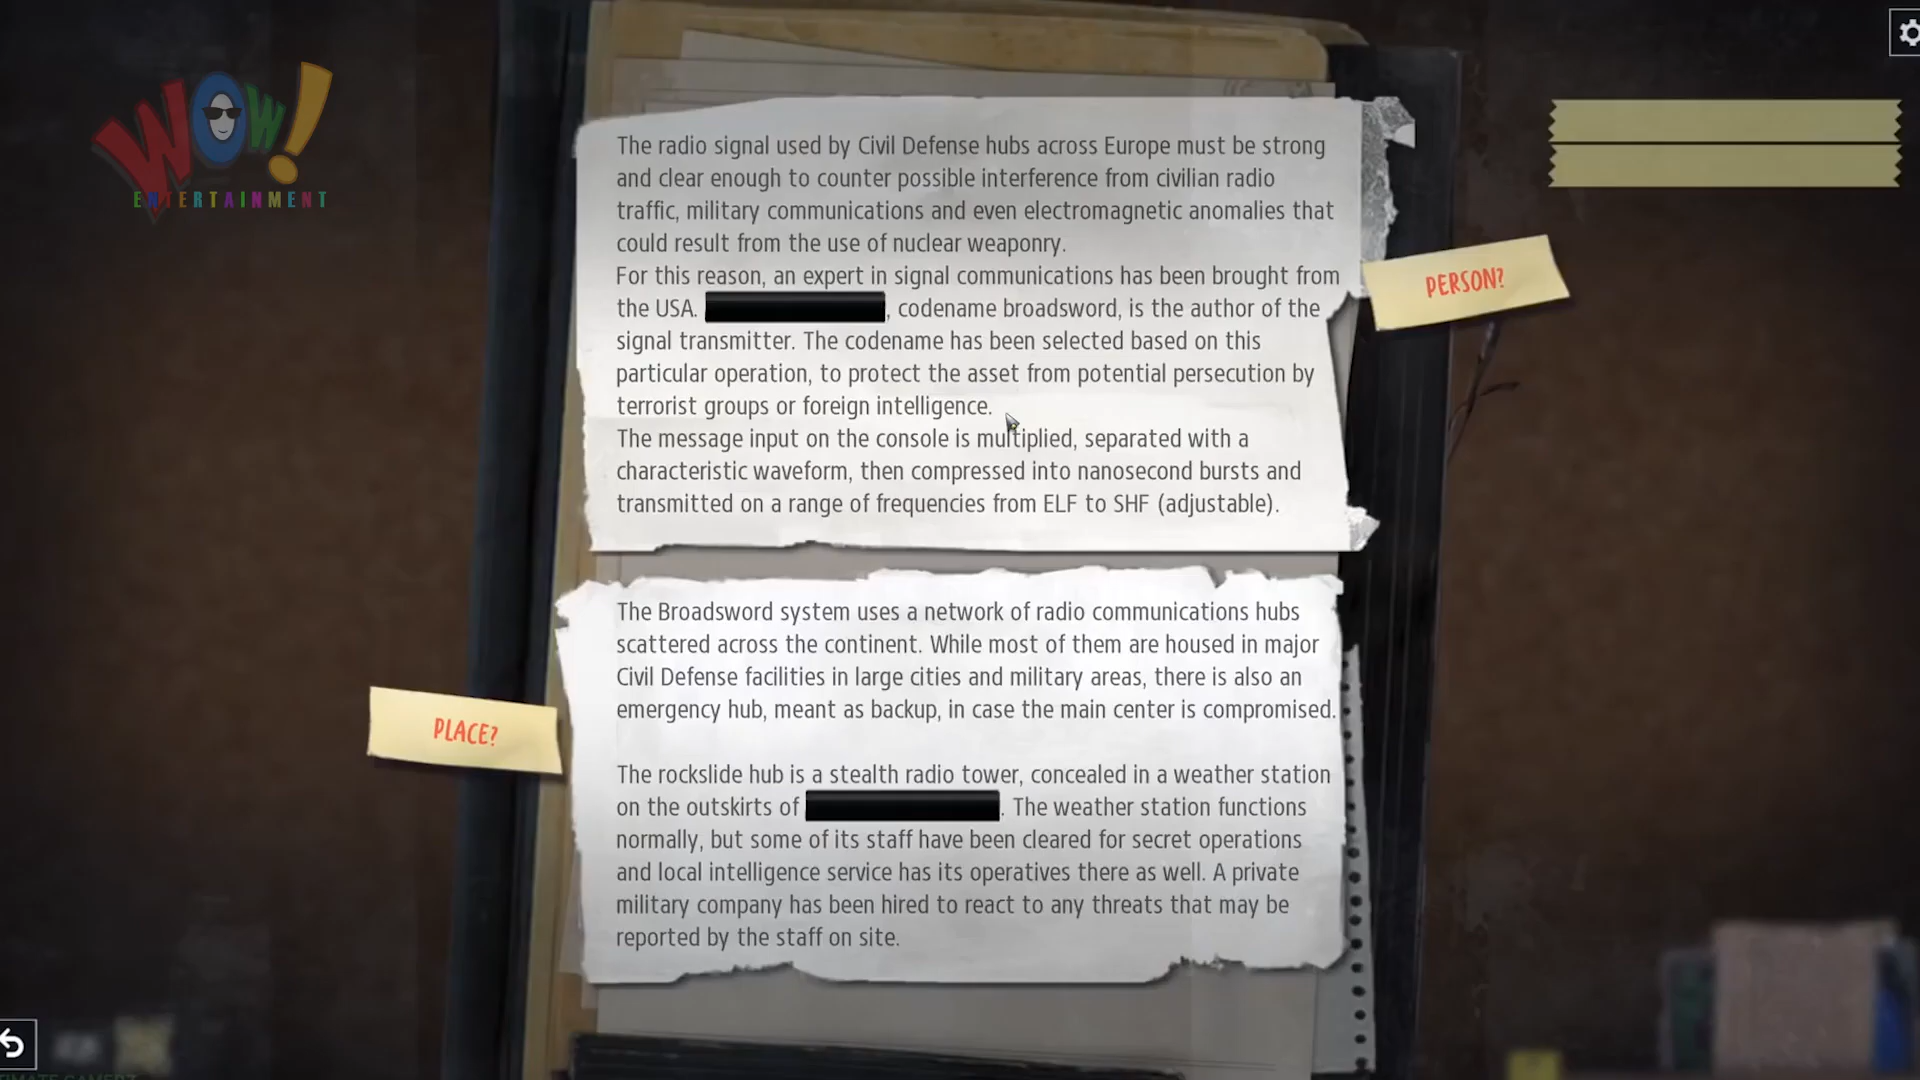 WOW!
ENTERTAINMENT
The radio signal used by Civil Defense hubs across Europe must be strong
and clear enough to counter possible interference from civilian radio
traffic, military communications and even electromagnetic anomalies that
could result from the use of nuclear weaponry.
For this reason, an expert in signal communications has been brought from
the USA. , codename broadsword, is the author of the
signal transmitter. The codename has been selected based on this
particular operation, to protect the asset from potential persecution by
terrorist groups or foreign intelligence.
The message input on the console is multiplied, separated with a
characteristic waveform, then compressed into nanosecond bursts and
transmitted on a range of frequencies from ELF to SHF (adjustable).
PERSON?
The Broadsword system uses a network of radio communications hubs
scattered across the continent. While most of them are housed in major
Civil Defense facilities in large cities and military areas, there is also an
emergency hub, meant as backup, in case the main center is compromised.
PLACE?
The rockslide hub is a stealth radio tower, concealed in a weather station
on the outskirts of . The weather station functions
normally, but some of its staff have been cleared for secret operations
and local intelligence service has its operatives there as well. A private
military company has been hired to react to any threats that may be
reported by the staff on site.